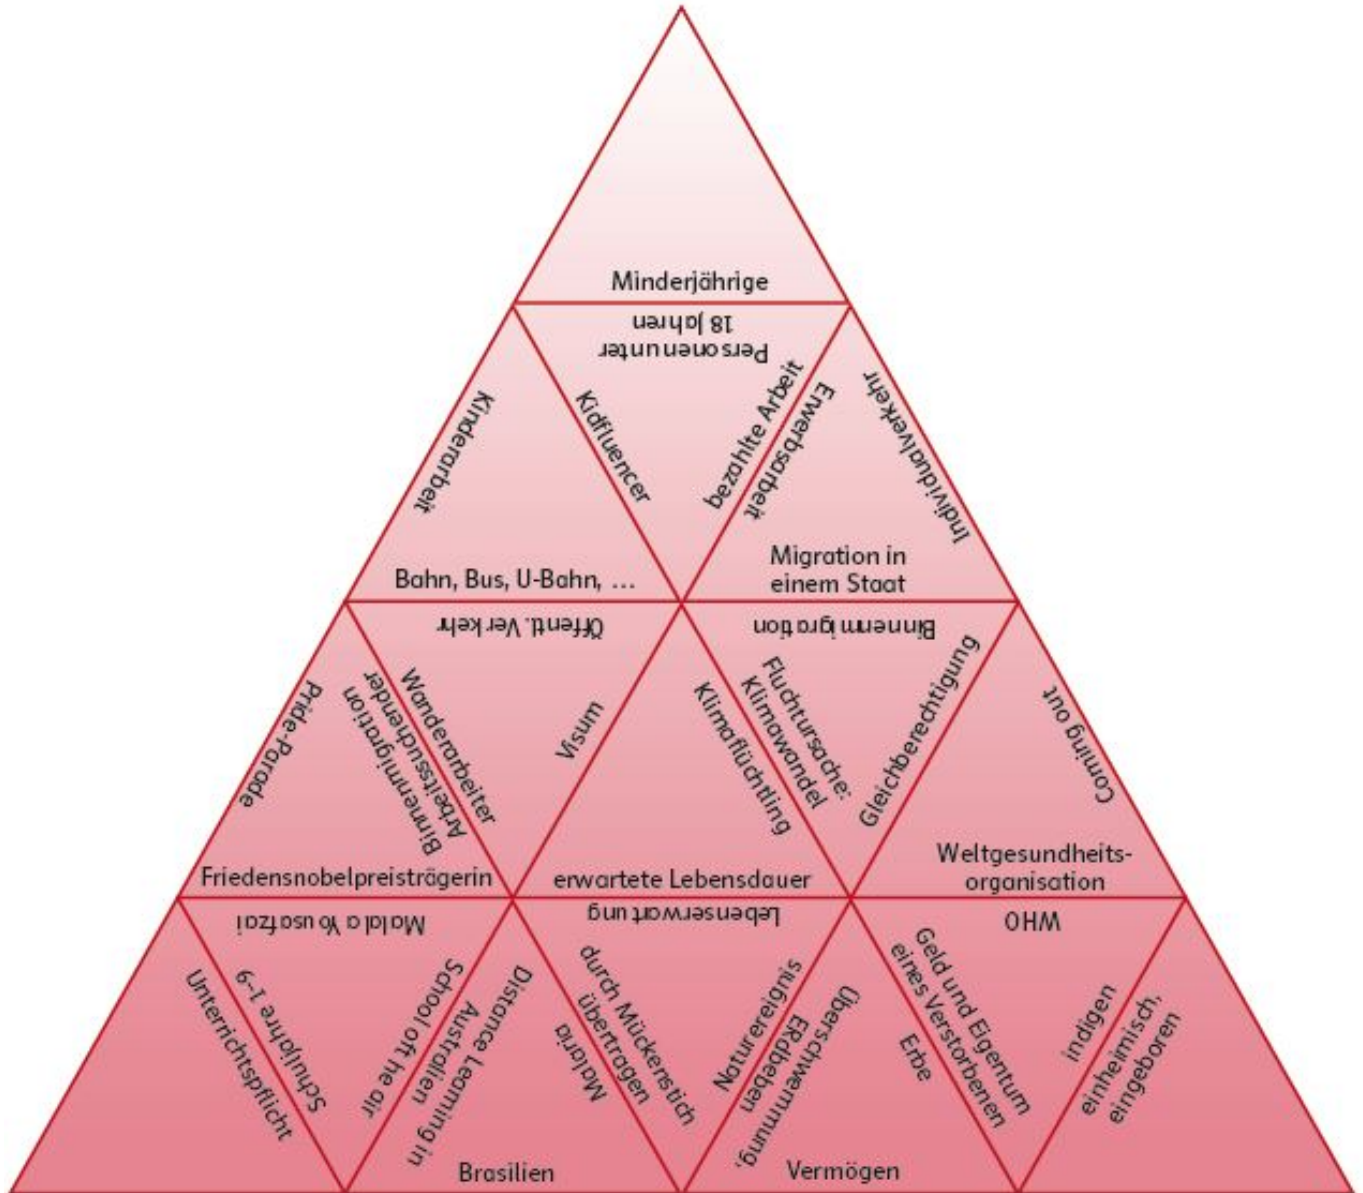 Minderjährige
Personen unter
18 Jahren
Kinderarbeit
Kidfluencer
bezahlte Arbeit
Erwerbsarbeit
Individualverkehr
Bahn, Bus, U-Bahn, ...
Migration in
einem Staat
Öffentl. Verkehr
Binnenmigration
Pride-Parade
Binnenmigration
Arbeitssuchender
Wanderarbeiter
Visum
Klimaflüchtling
Fluchtursache:
Klimawandel
Gleichberechtigung
Coming out
Friedensnobelpreisträgerin
erwartete Lebensdauer
Weltgesundheits-
organisation
Malala Yousafzai
Lebenserwartung
WHO
Unterrichtspflicht
Schuljahre 1-9
School oft he air
Distance Learning in
Australien
Malaria
durch Mückenstich
übertragen
Naturereignis
Überschwemmung,
ERdbeben
Erbe
Geld und Eigentum
eines Verstorbenen
indigen
einheimisch,
eingeboren
Brasilien
Vermögen